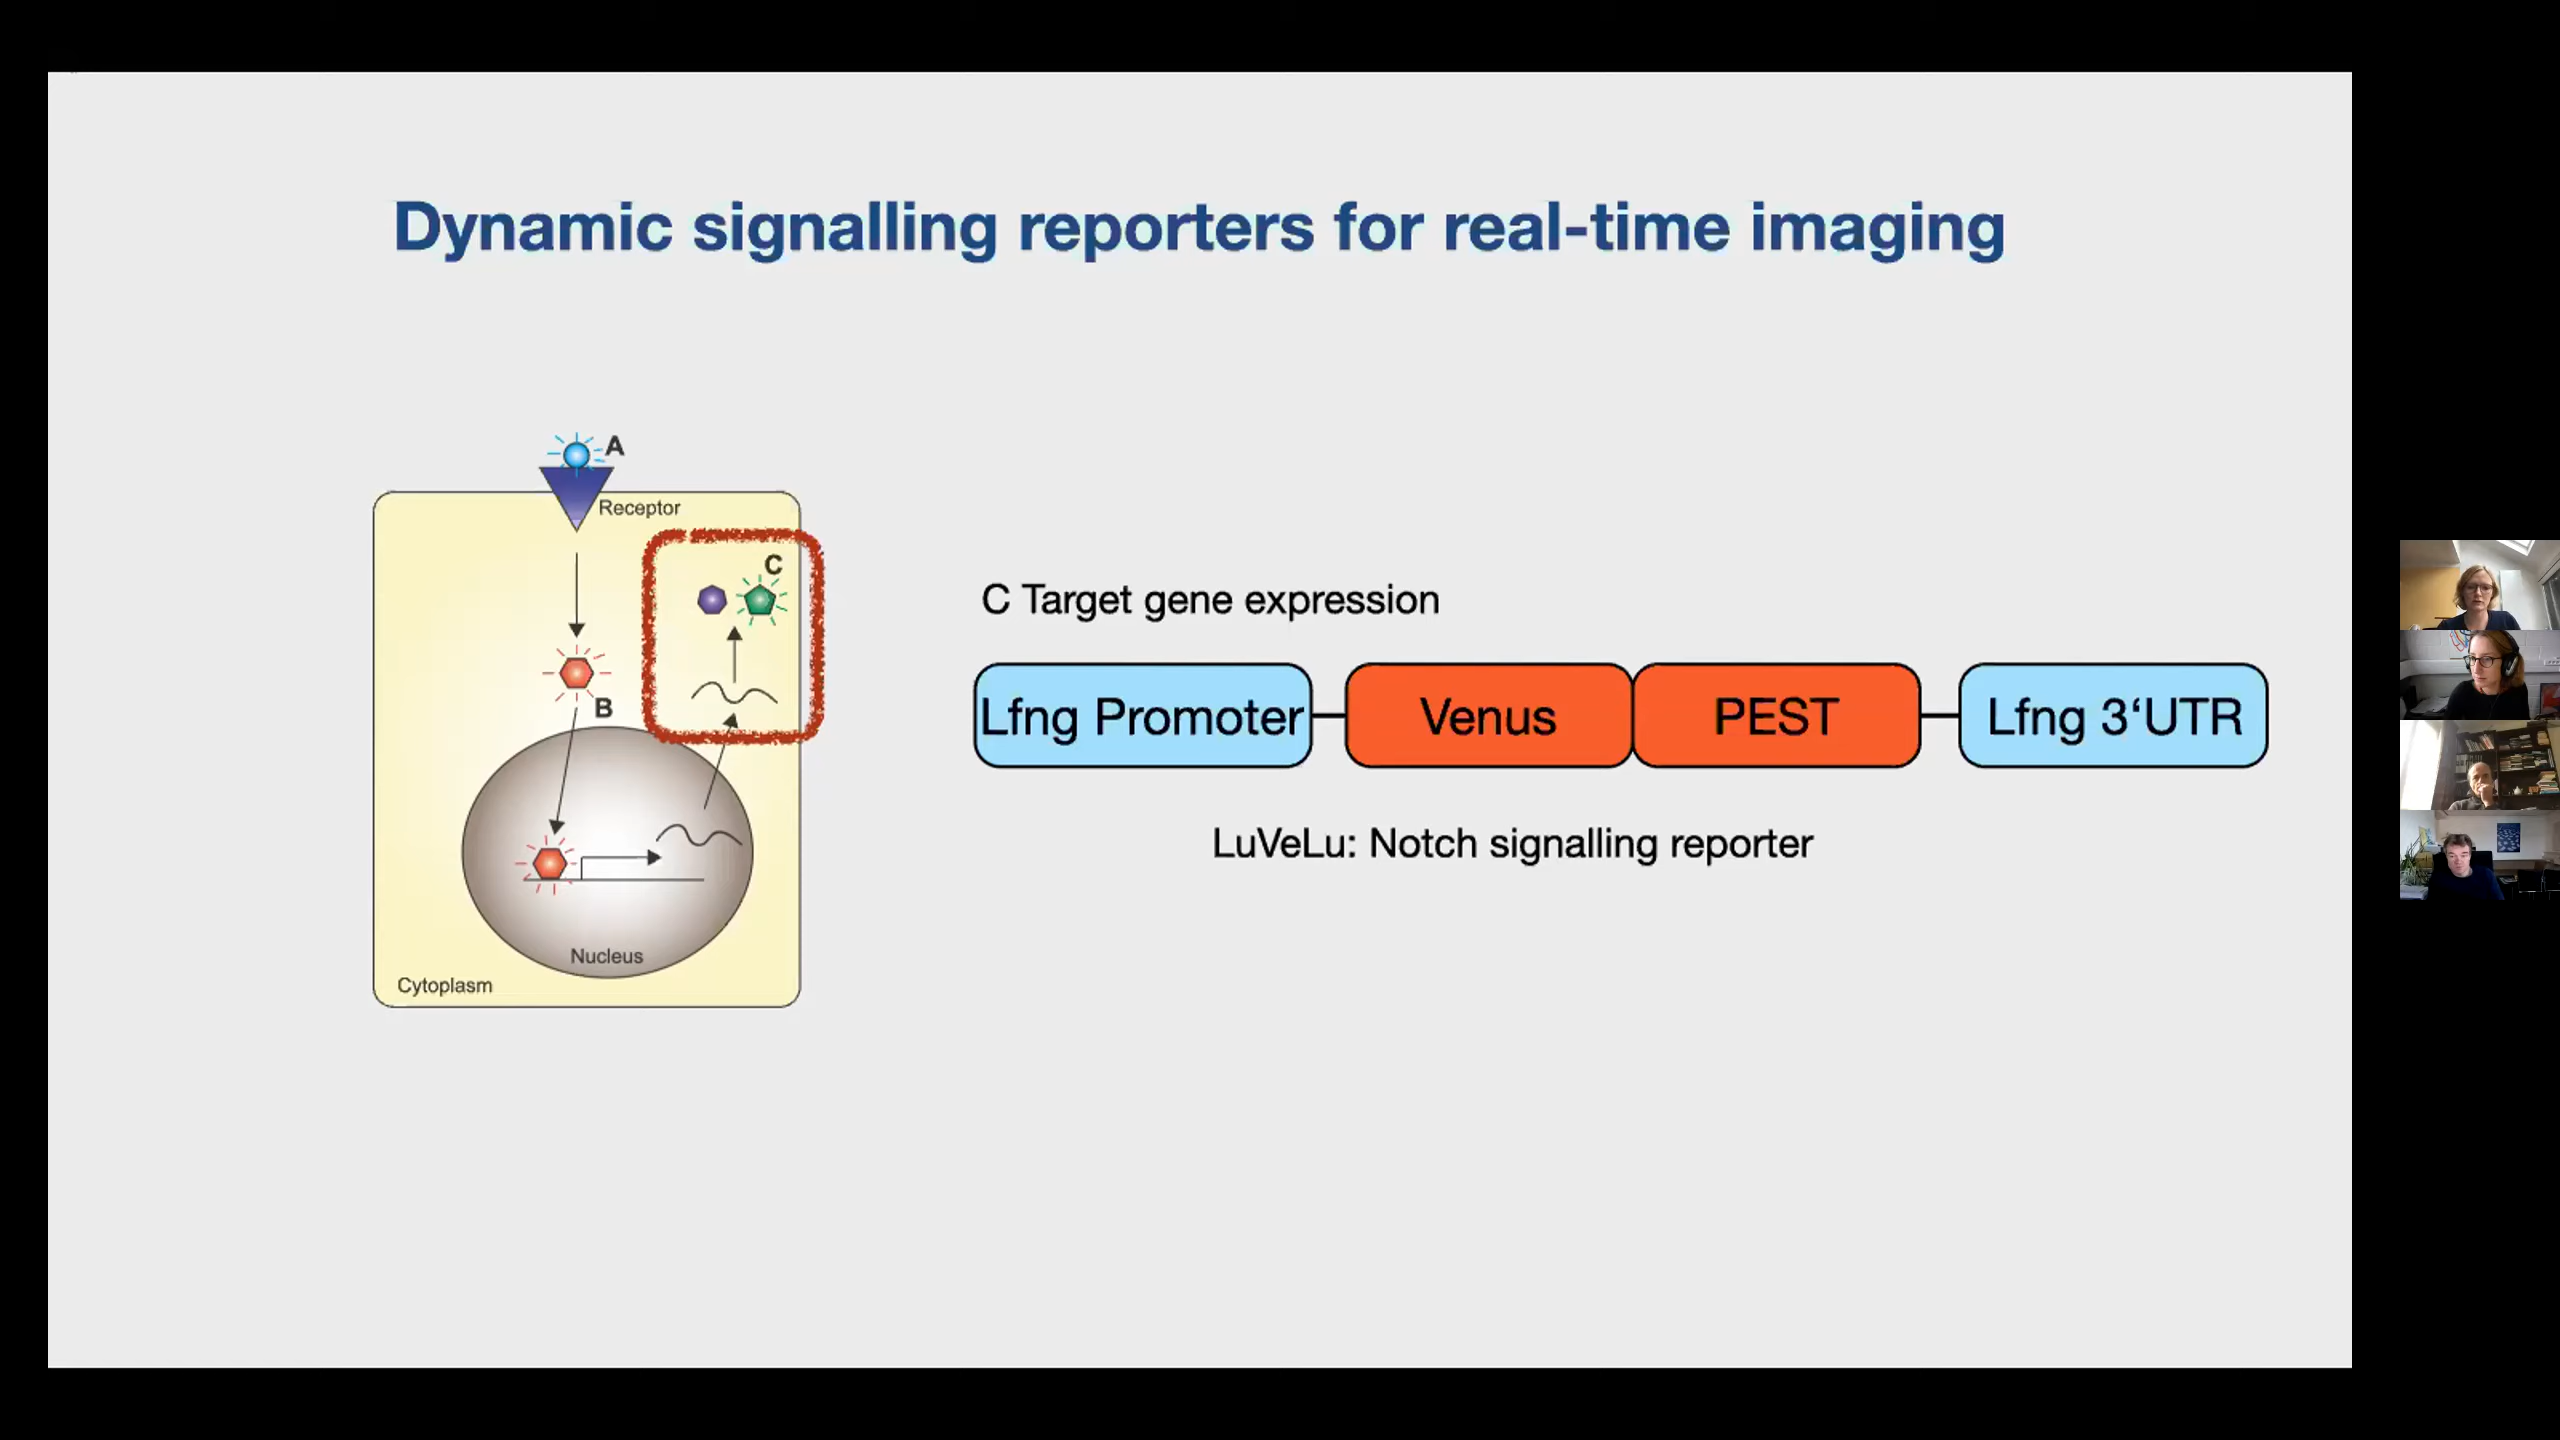 Dynamic signalling reporters for real-time imaging
A
Receptor
C
B
Nucleus
Cytoplasm
C Target gene expression
Lfng Promoter Venus PEST Lfng 3‘UTR
LuVeLu: Notch signalling reporter